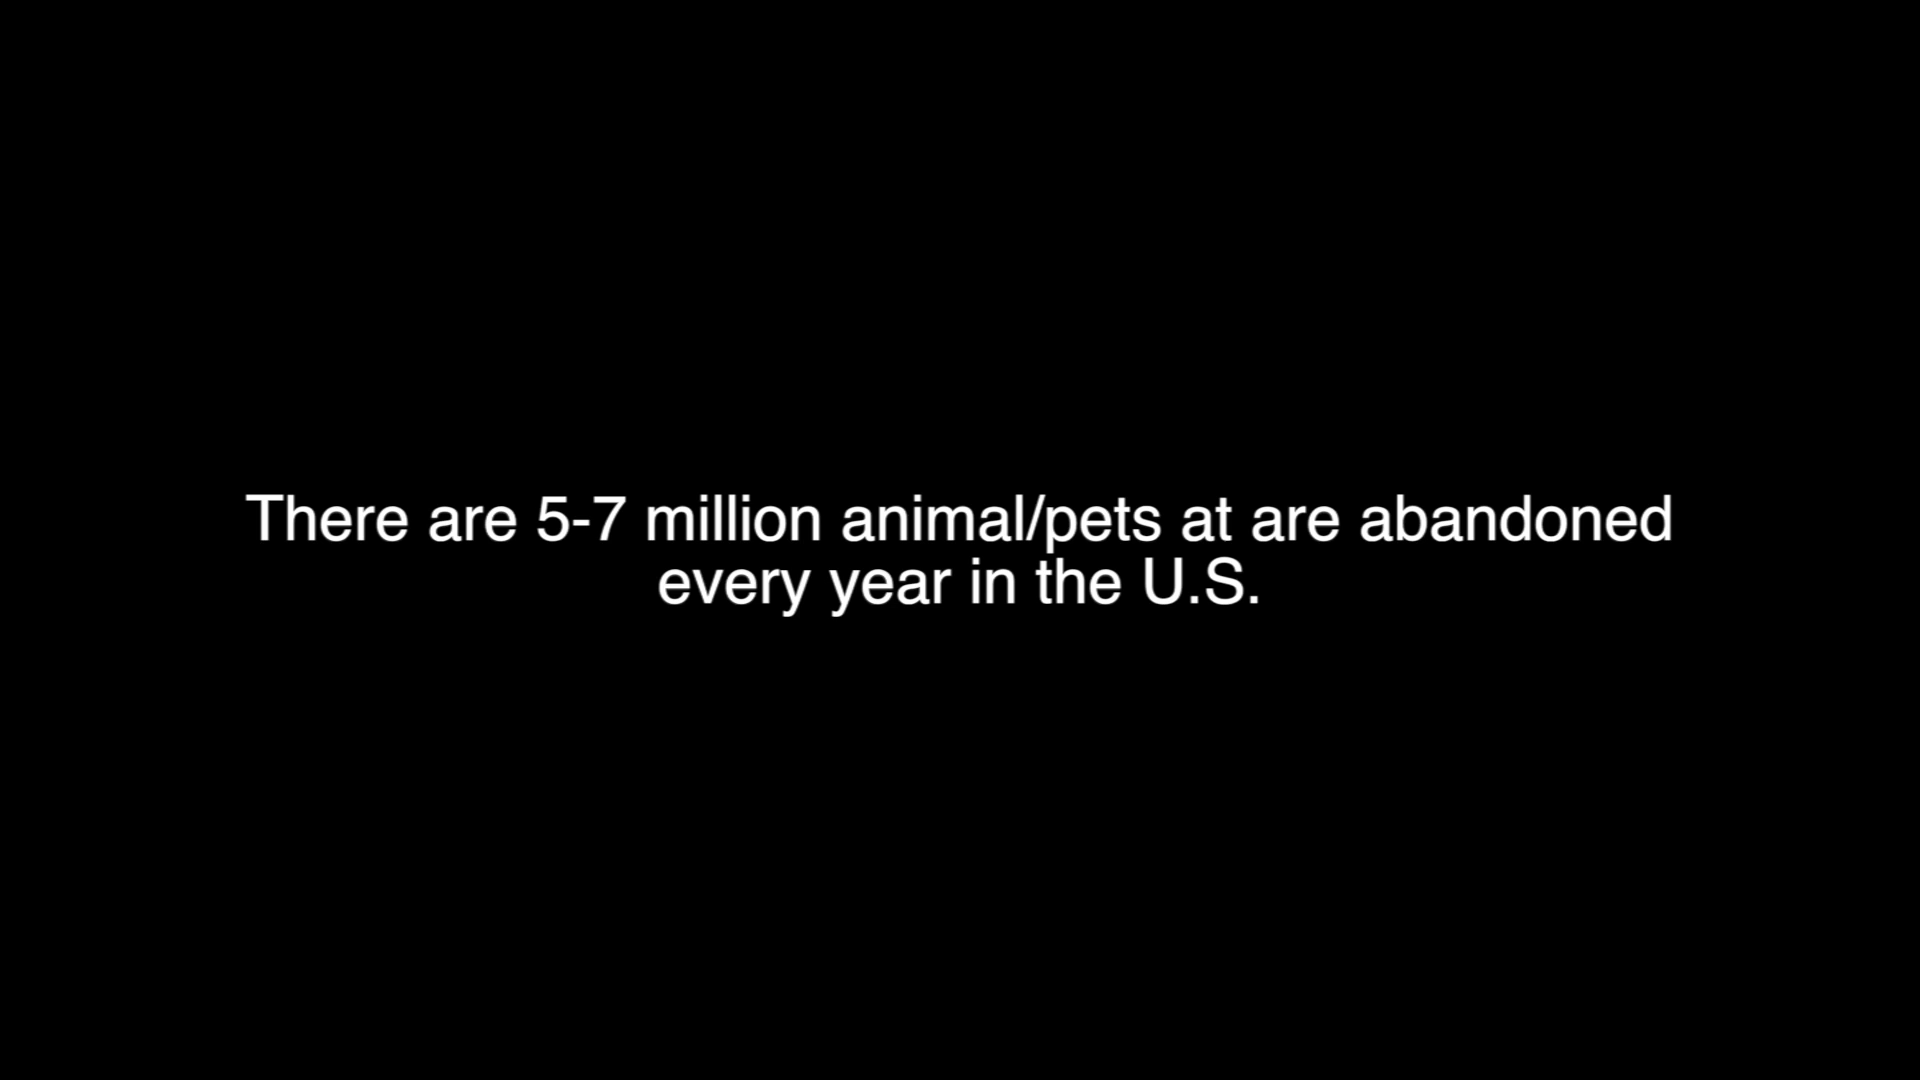 There are 5-7 million animal/pets at are abandoned
every year in the U.S.